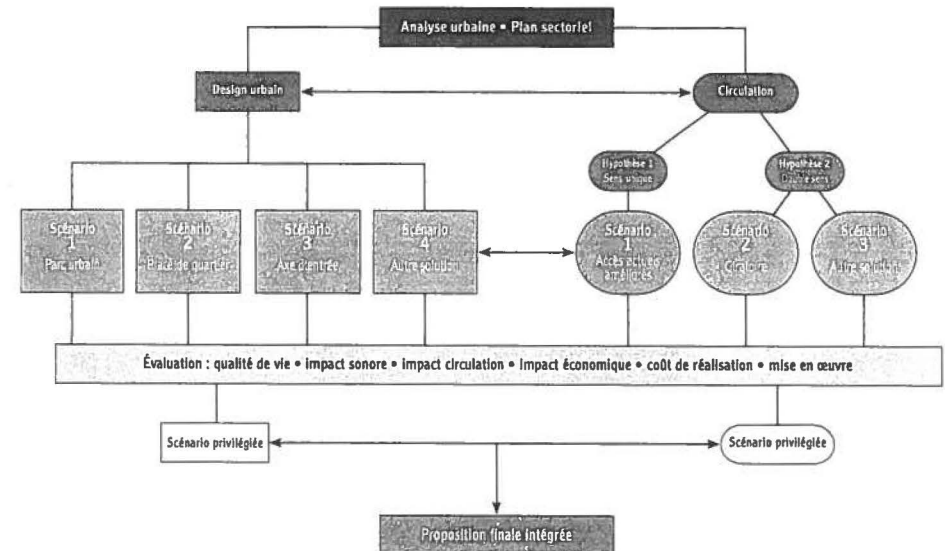 Analyse urbaine • Plan sectoriel
Design urbain
Circulation
Hypothèse 1
Sens unique
Hypothèse 2
Double sens
Scénario
1
Parc urbain
Scénario
2
Place de quartier
Scénario
3
Axe d'entrée
Scénario
4
Autre solution
Scénario
1
Accès actuels
améliorés
Scénario
2
Scénario
3
Autre solution
Évaluation : qualité de vie • impact sonore • impact circulation • impact économique • coût de réalisation • mise en œuvre
Scénario privilégiée
Scénario privilégiée
Proposition finale intégrée